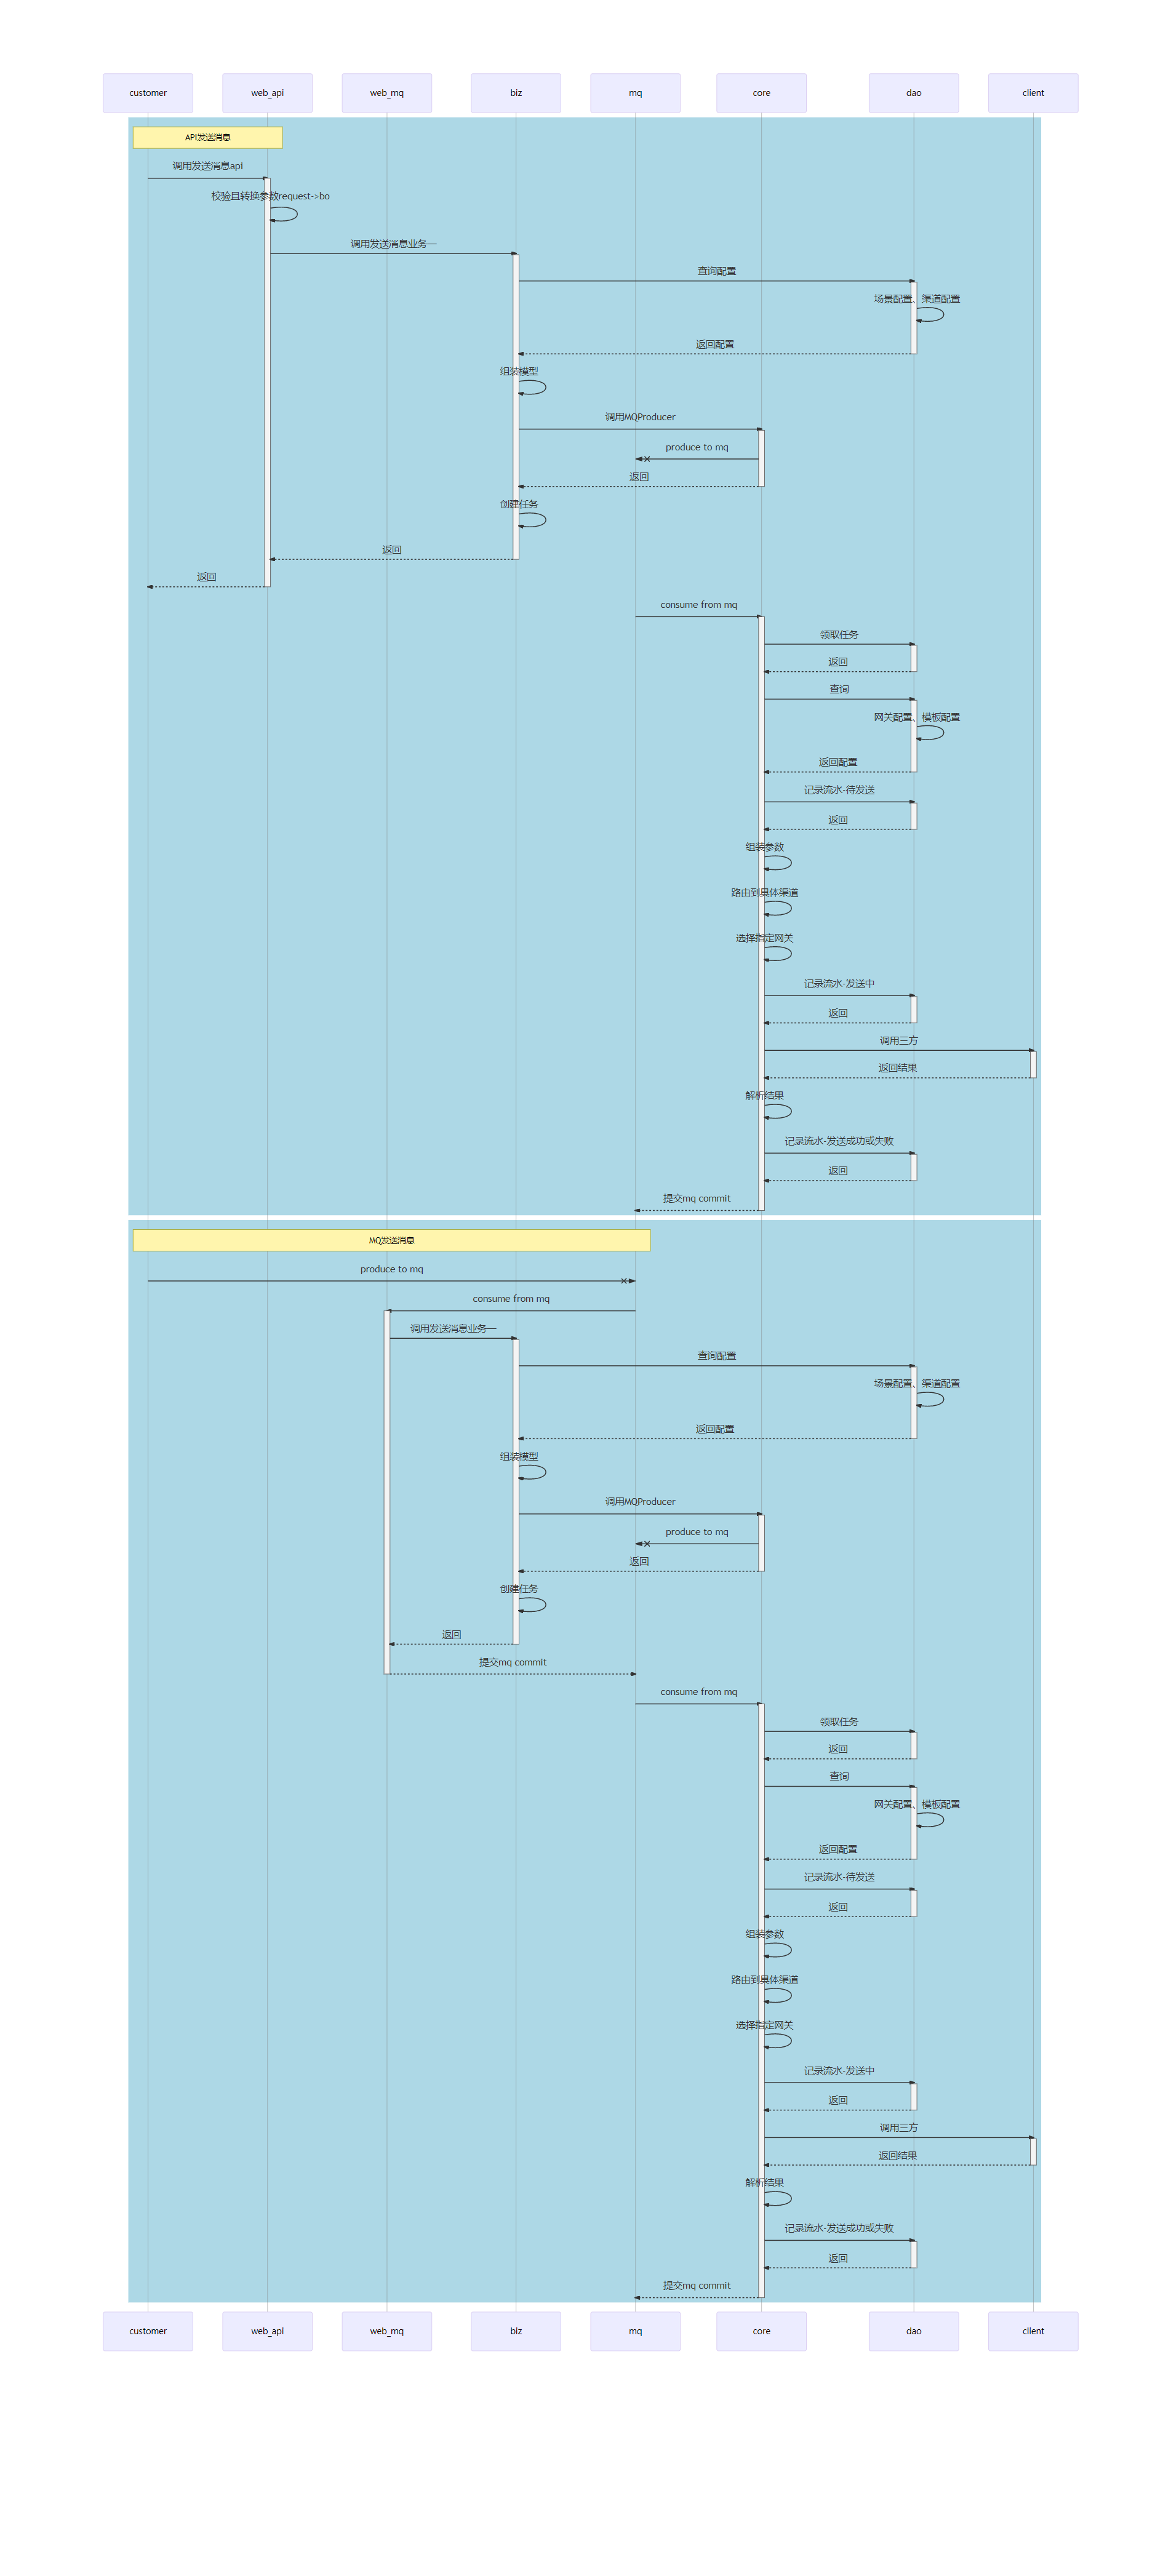 customer
web_api
web_mq
biz
mq
core
dao
client
API发送消息
调用发送消息api
校验且转换参数request->bo
调用发送消息业务—
查询配置
场景配置、渠道配置
返回配置
组装模型
调用MQProducer
produce to mq
返回
创建任务
返回
返回
consume from mq
领取任务
返回
查询
网关配置、模板配置
返回配置
记录流水-待发送
返回
组装参数
路由到具体渠道
选择指定网关
记录流水-发送中
返回
调用三方
返回结果
解析结果
记录流水-发送成功或失败
返回
提交mq commit
MQ发送消息
produce to mq
consume from mq
调用发送消息业务—
查询配置
场景配置、渠道配置
返回配置
组装模型
调用MQProducer
produce to mq
返回
创建任务
返回
提交mq commit
consume from mq
领取任务
返回
查询
网关配置、模板配置
返回配置
记录流水-待发送
返回
组装参数
路由到具体渠道
选择指定网关
记录流水-发送中
返回
调用三方
返回结果
解析结果
记录流水-发送成功或失败
返回
提交mq commit
customer
web_api
web_mq
biz
mq
core
dao
client